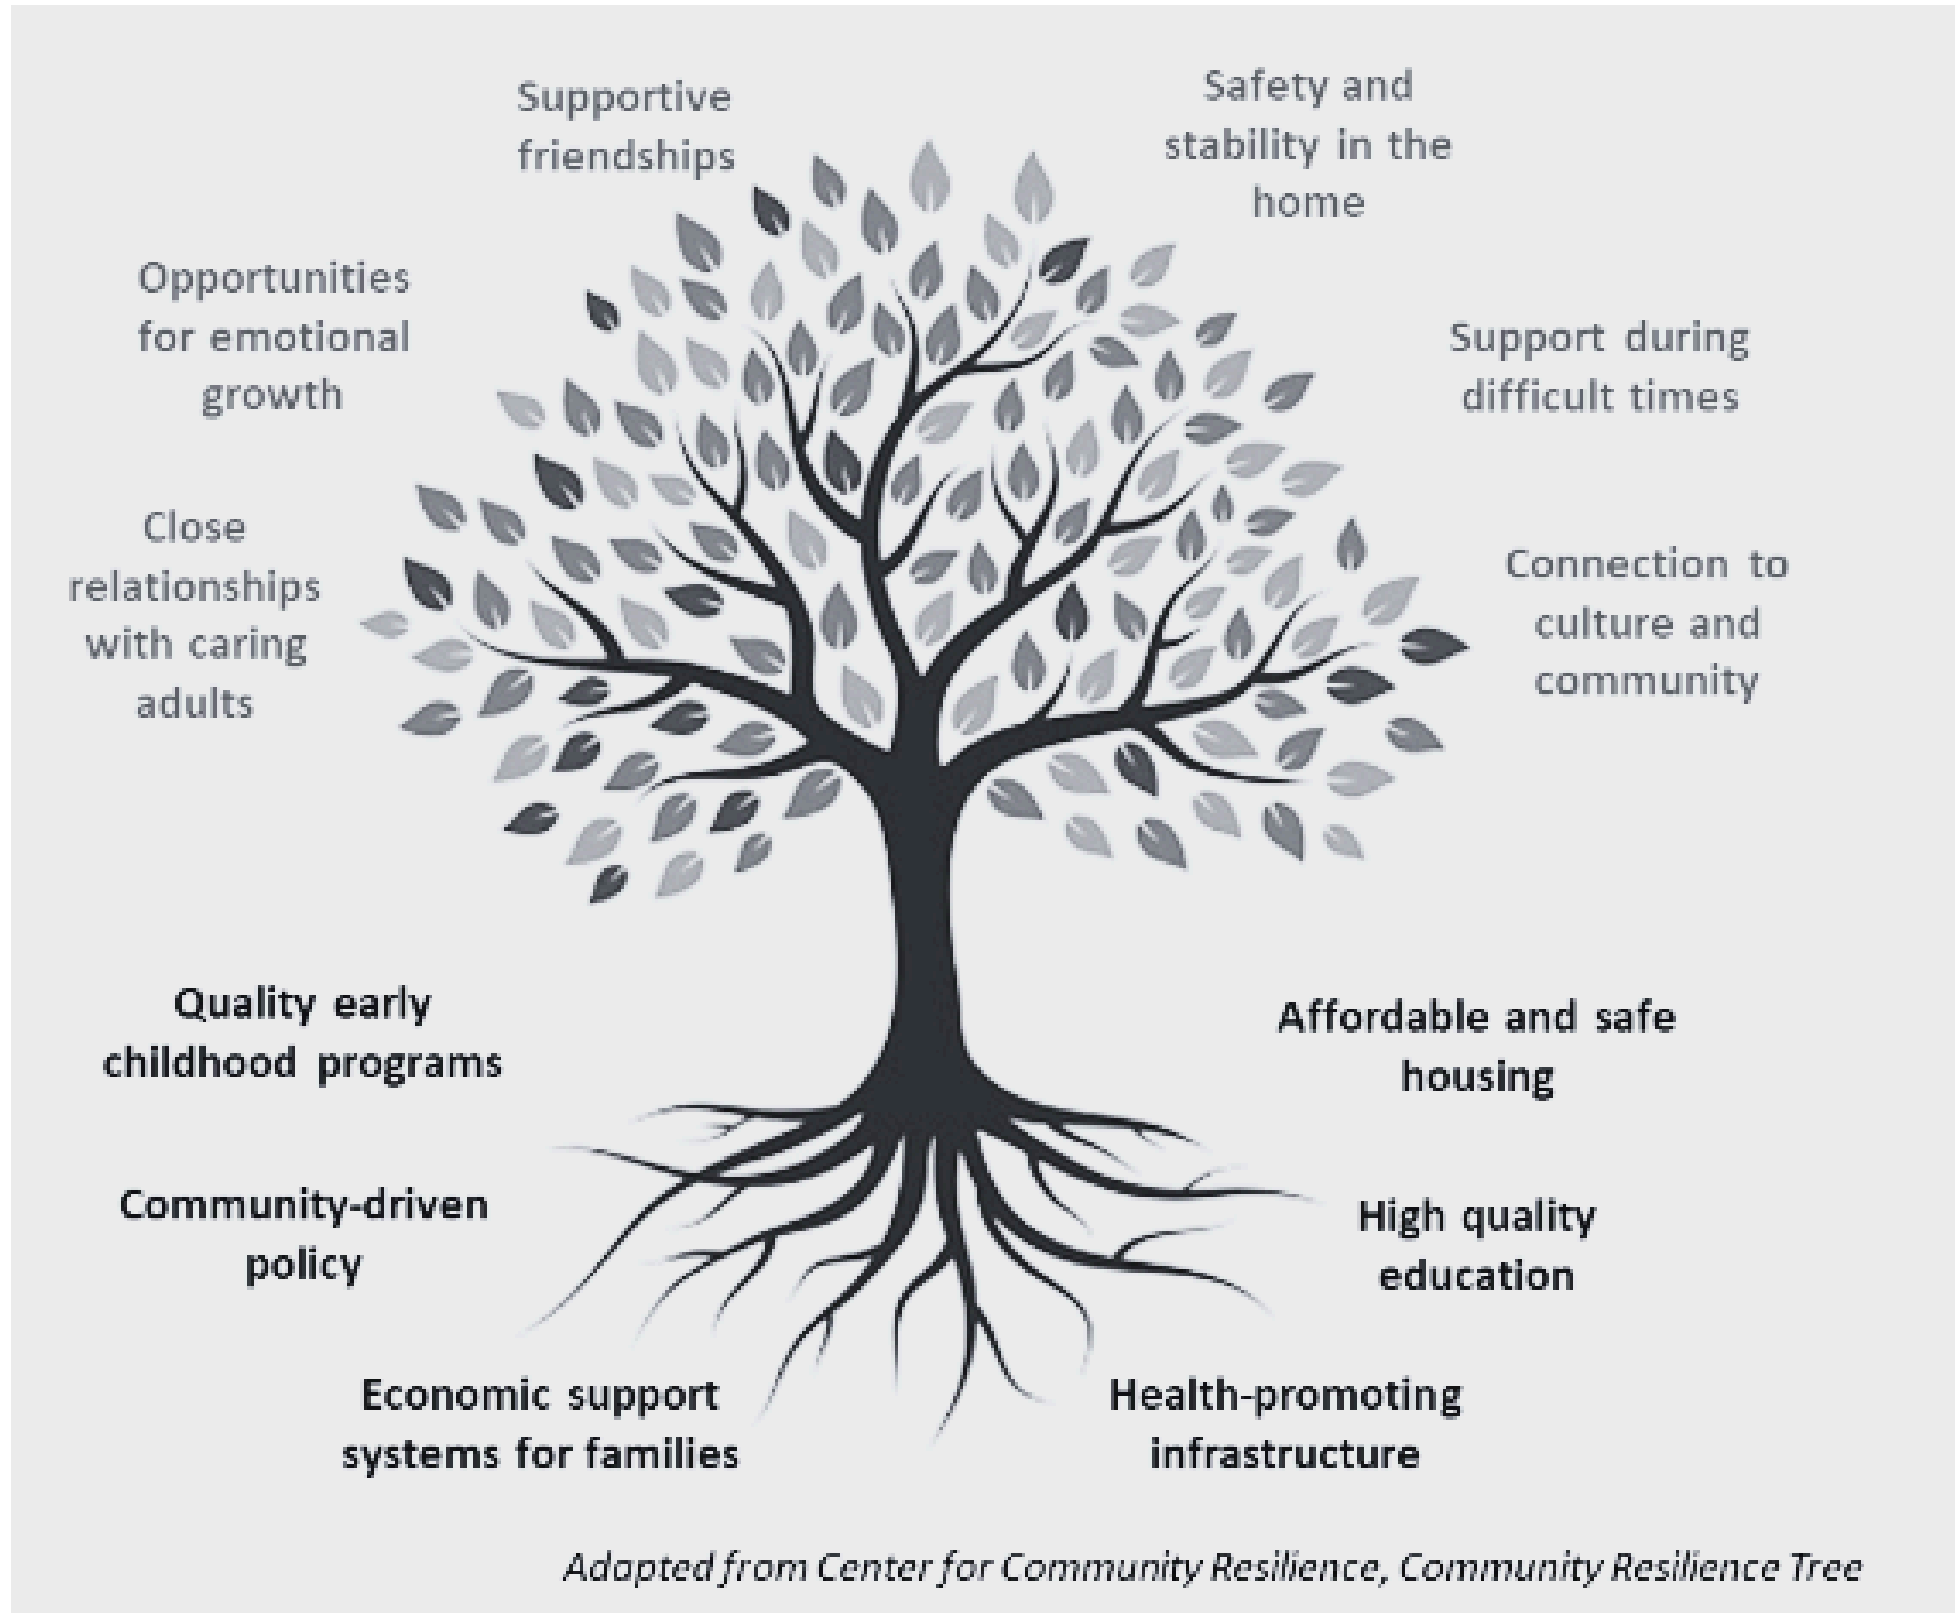 Supportive
friendships
Safety and
stability in the
home
Opportunities
for emotional
growth
Support during
difficult times
Close
relationships
with caring
adults
Connection to
culture and
community
Quality early
childhood programs
Affordable and safe
housing
Community-driven
policy
High quality
education
Economic support
systems for families
Health-promoting
infrastructure
Adapted from Center for Community Resilience, Community Resilience Tree